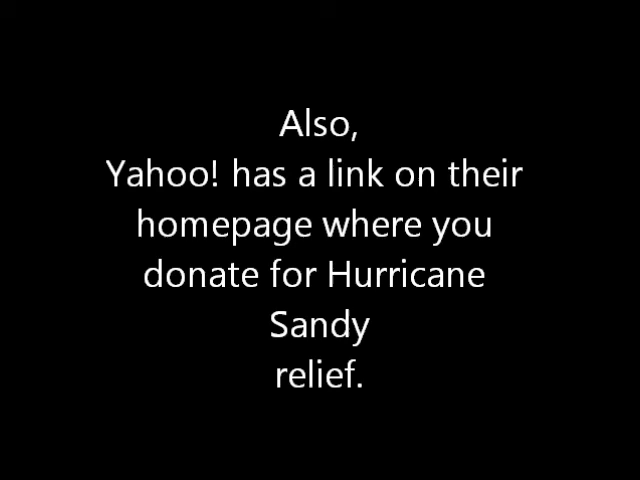 Also,
Yahoo! has a link on their
homepage where you
donate for Hurricane
Sandy
relief.